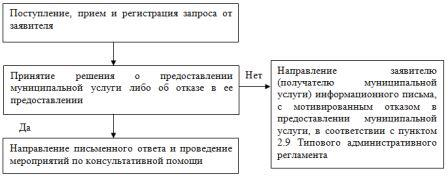 Поступление, прием и регистрация запроса от
заявителя
Принятие решения о предоставлении
муниципальной услуги либо об отказе в ее
предоставлении
Нет
Направление заявителю
(получателю муниципальной
услуги) информационного письма,
с мотивированным отказом в
предоставлении муниципальной
услуги, в соответствии с пунктом
2.9 Типового административного
регламента
Да
Направление письменного ответа и проведение
мероприятий по консультативной помощи